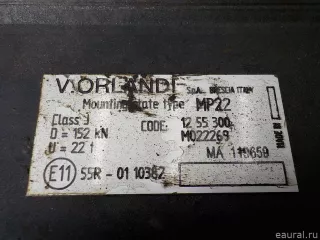 V.ORLANDI S.p.A. BRESCIA ITALY
Mounting plate type MP22
Class J
D = 152 kN CODE: 12 55 300
U = 22 t M022269
MA 119659
E11 55R - 01 10362
MADE IN
eaural.ru